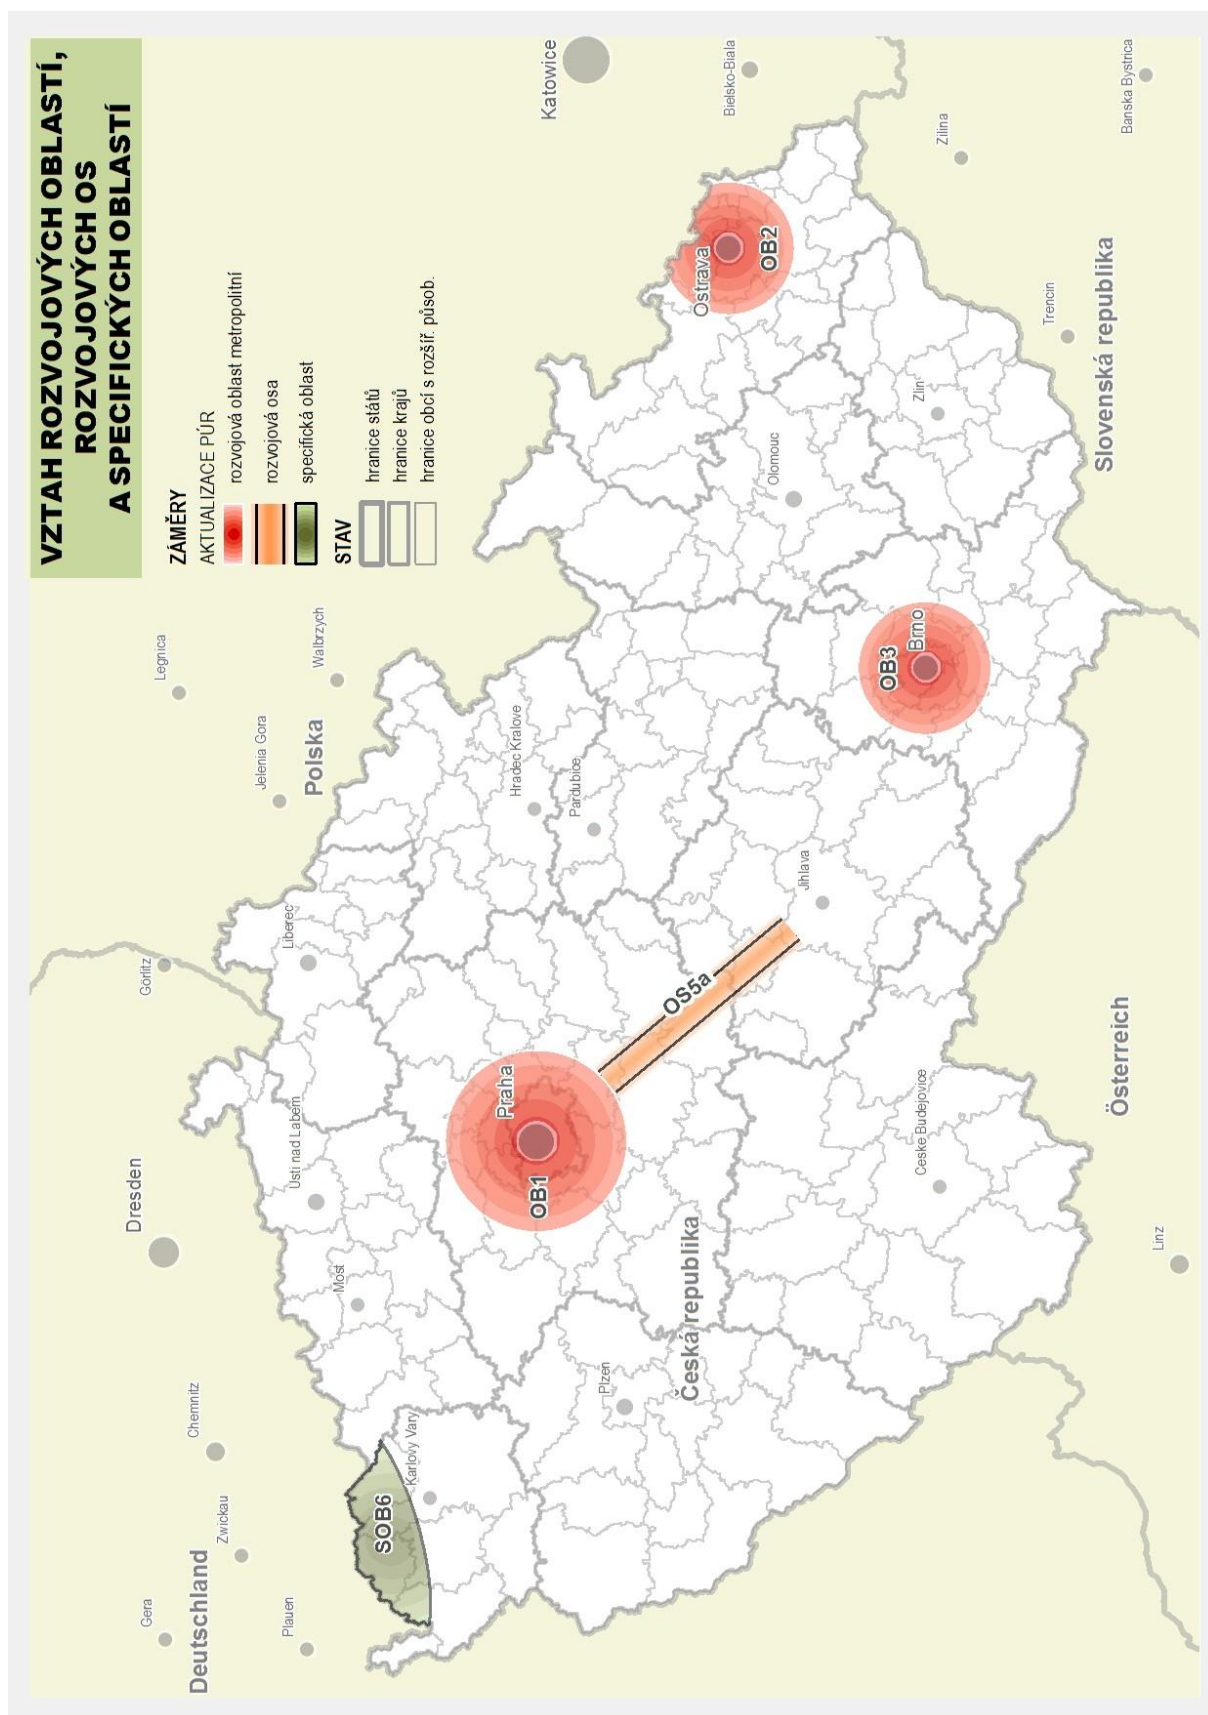 VZTAH ROZVOJOVÝCH OBLASTÍ,
ROZVOJOVÝCH OS
A SPECIFICKÝCH OBLASTÍ
ZÁMĚRY
AKTUALIZACE PÚR
rozvojová oblast metropolitní
rozvojová osa
specifická oblast
STAV
hranice států
hranice krajů
hranice obcí s rozšíř. působ.
Gera
Deutschland
Plauen
Zwickau
Chemnitz
Dresden
Görlitz
Legnica
Jelenia Gora
Walbrzych
Polska
Katowice
Bielsko-Biala
Zilina
Banska Bystrica
Trencin
Slovenská republika
Österreich
Linz
SOB6
Karlovy Vary
Most
Usti nad Labem
Liberec
Praha
OB1
Hradec Kralove
Pardubice
Plzen
Česká republika
OS5a
Jihlava
Ceske Budejovice
OB3
Brno
Olomouc
Zlin
Ostrava
OB2